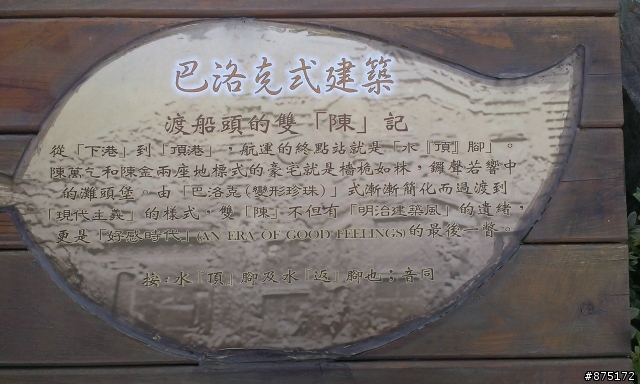 巴洛克式建築
渡船頭的雙「陳」記
從「下港」到「頂港」,航運的終點站就是「水『頂』腳」。
陳萬乞和陳金兩座地標式的豪宅就是檣桅如林,鑼聲若響中
的灘頭堡。由「巴洛克(變形珍珠)」式漸漸簡化而過渡到
「現代主義」的樣式,雙「陳」不但有「明治建築風」的遺緒,
更是「好感時代」(AN ERA OF GOOD FEELINGS)的最後一瞥。
按:水「頂」腳及水「返」腳也;音同
#875172